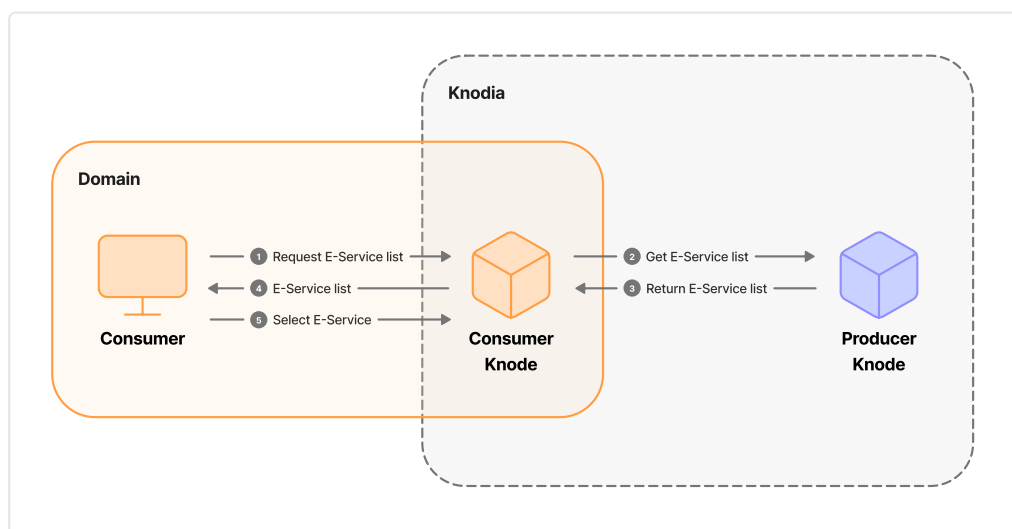 Knodia
Domain
1 Request E-Service list
2 Get E-Service list
4 E-Service list
3 Return E-Service list
5 Select E-Service
Consumer
Consumer
Knode
Producer
Knode